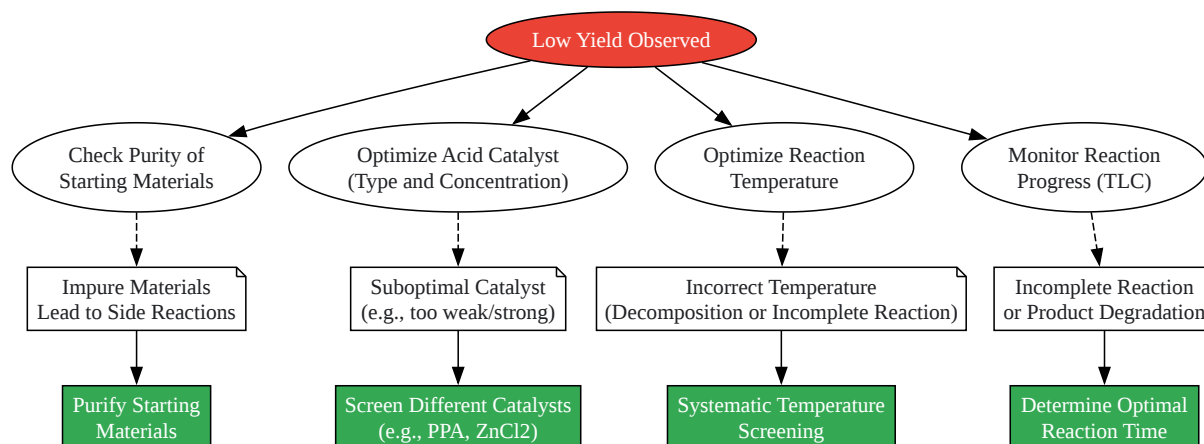 Low Yield Observed
Check Purity of
Starting Materials
Optimize Acid Catalyst
(Type and Concentration)
Optimize Reaction
Temperature
Monitor Reaction
Progress (TLC)
Impure Materials
Lead to Side Reactions
Suboptimal Catalyst
(e.g., too weak/strong)
Incorrect Temperature
(Decomposition or Incomplete Reaction)
Incomplete Reaction
or Product Degradation
Purify Starting
Materials
Screen Different Catalysts
(e.g., PPA, ZnCl2)
Systematic Temperature
Screening
Determine Optimal
Reaction Time